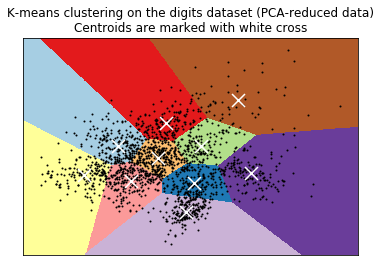 K-means clustering on the digits dataset (PCA-reduced data)
Centroids are marked with white cross